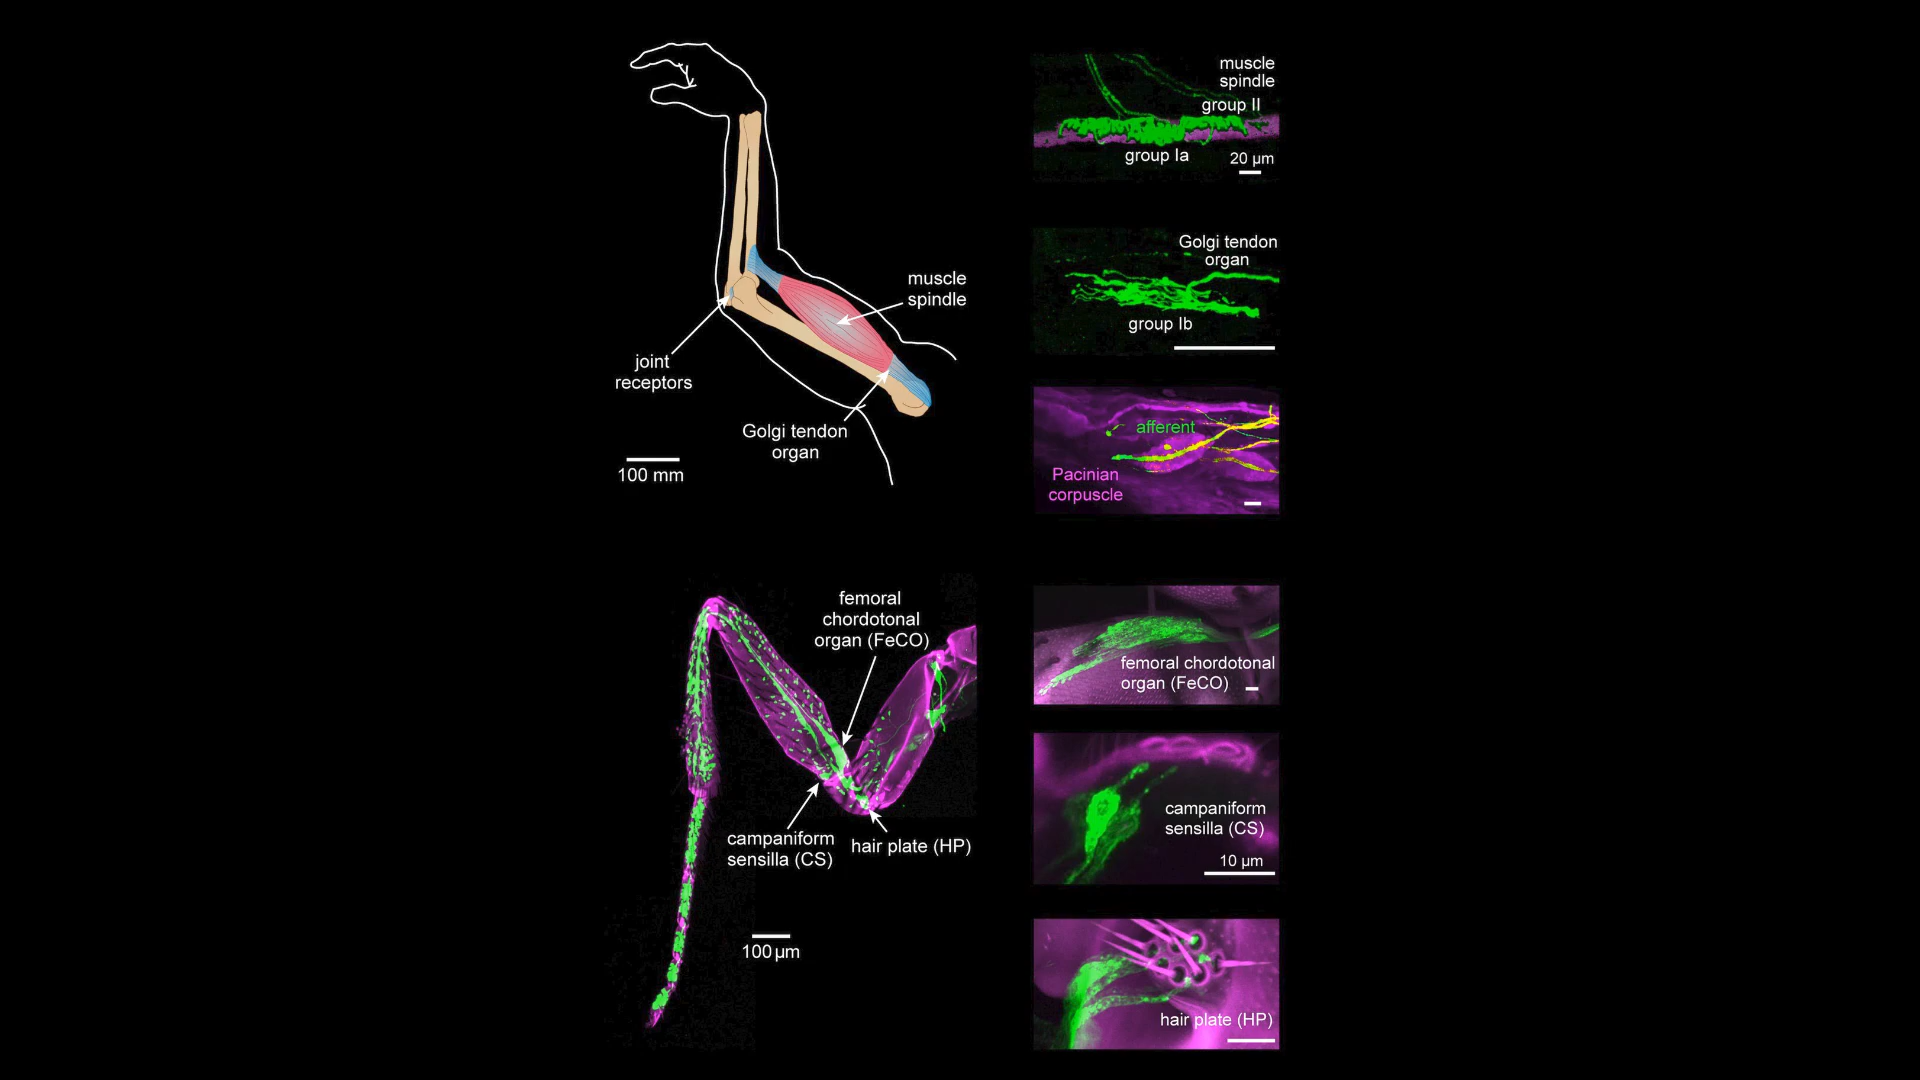 muscle
spindle
joint
receptors
Golgi tendon
organ
100 mm
muscle
spindle
group II
group Ia
20 µm
Golgi tendon
organ
group Ib
afferent
Pacinian
corpuscle
femoral
chordotonal
organ (FeCO)
campaniform
sensilla (CS)
hair plate (HP)
100 µm
femoral chordotonal
organ (FeCO)
campaniform
sensilla (CS)
10 µm
hair plate (HP)